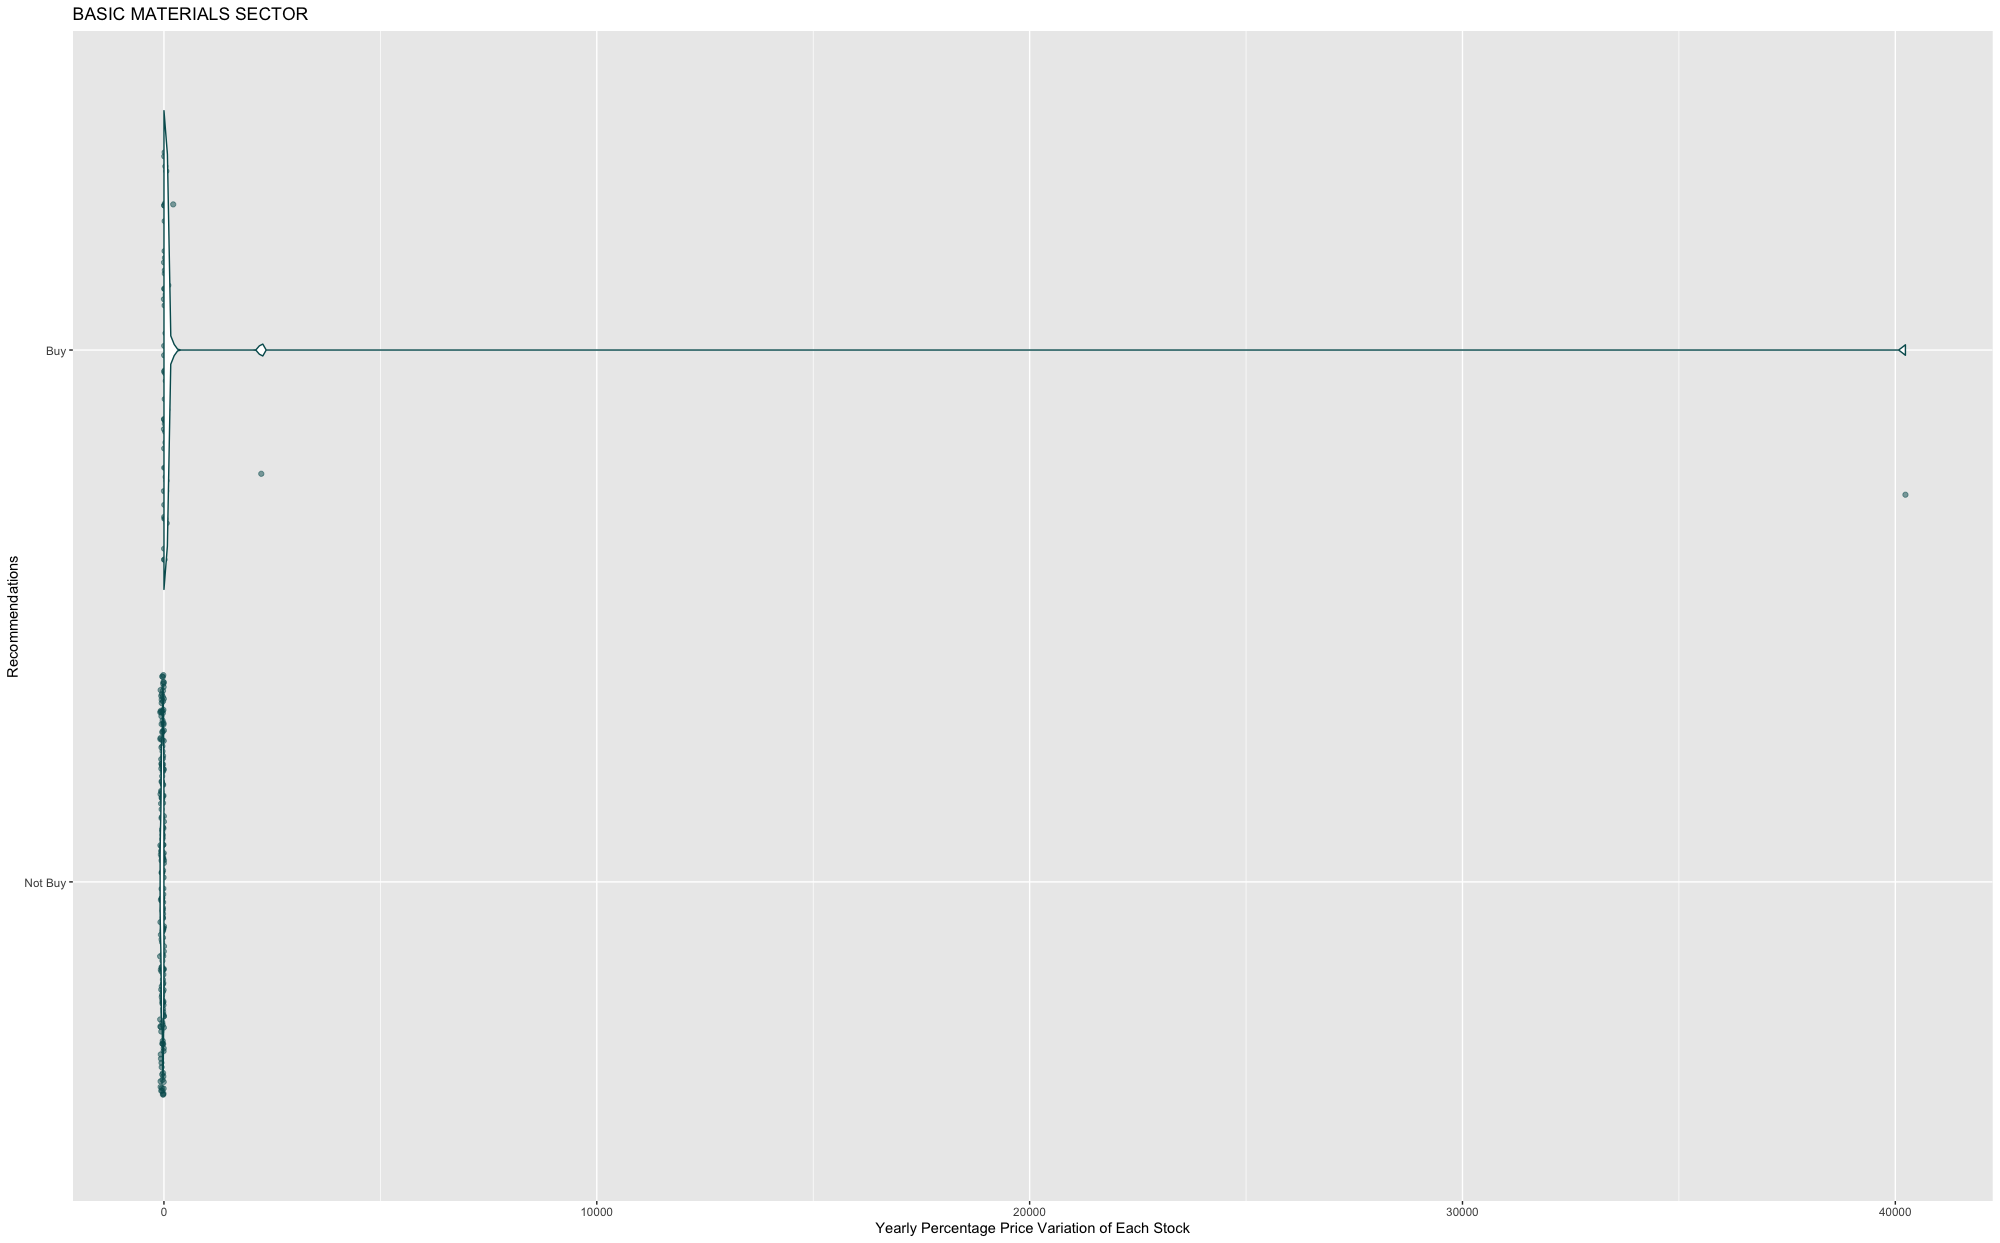 BASIC MATERIALS SECTOR
Buy
Recommendations
Not Buy
0 10000 20000 30000 40000
Yearly Percentage Price Variation of Each Stock